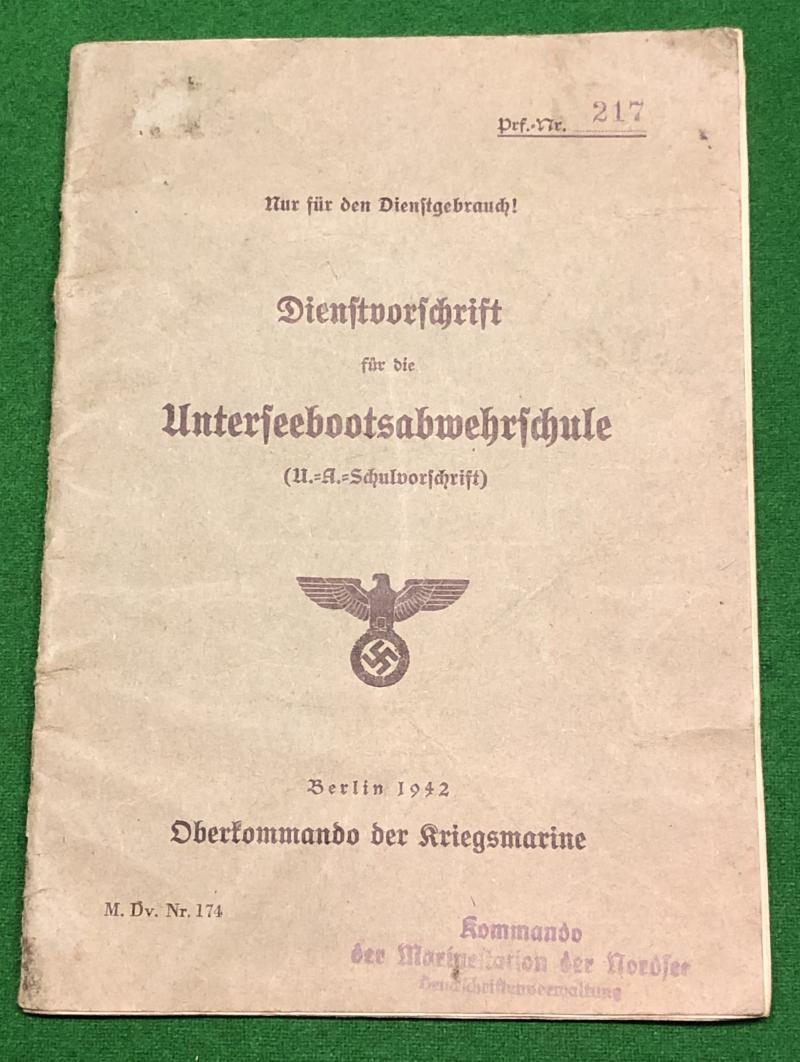 Prf.-Nr. 217
Nur für den Dienstgebrauch!
Dienstvorschrift
für die
Unterseebootsabwehrschule
(U.-A.-Schulvorschrift)
Berlin 1942
Oberkommando der Kriegsmarine
M. Dv. Nr. 174
Kommando
der Marinestation der Nordsee
Druckschriftenverwaltung